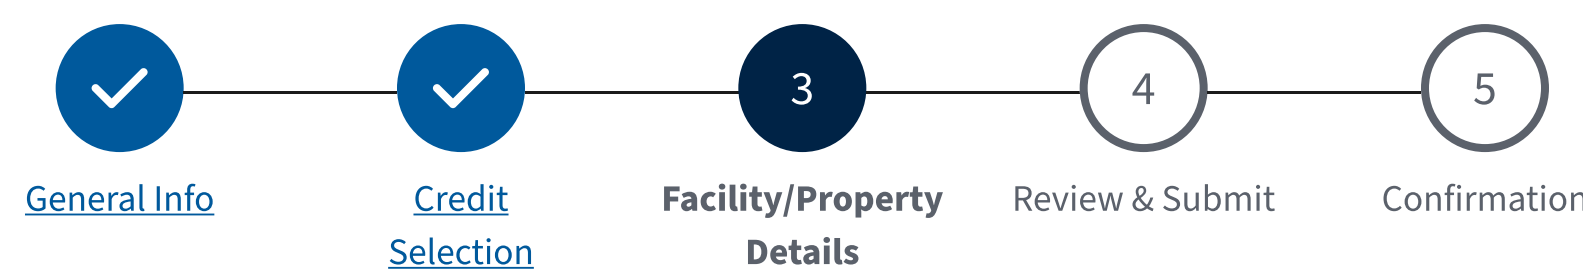 3
4
5
General Info
Credit
Selection
Facility/Property
Details
Review & Submit
Confirmation